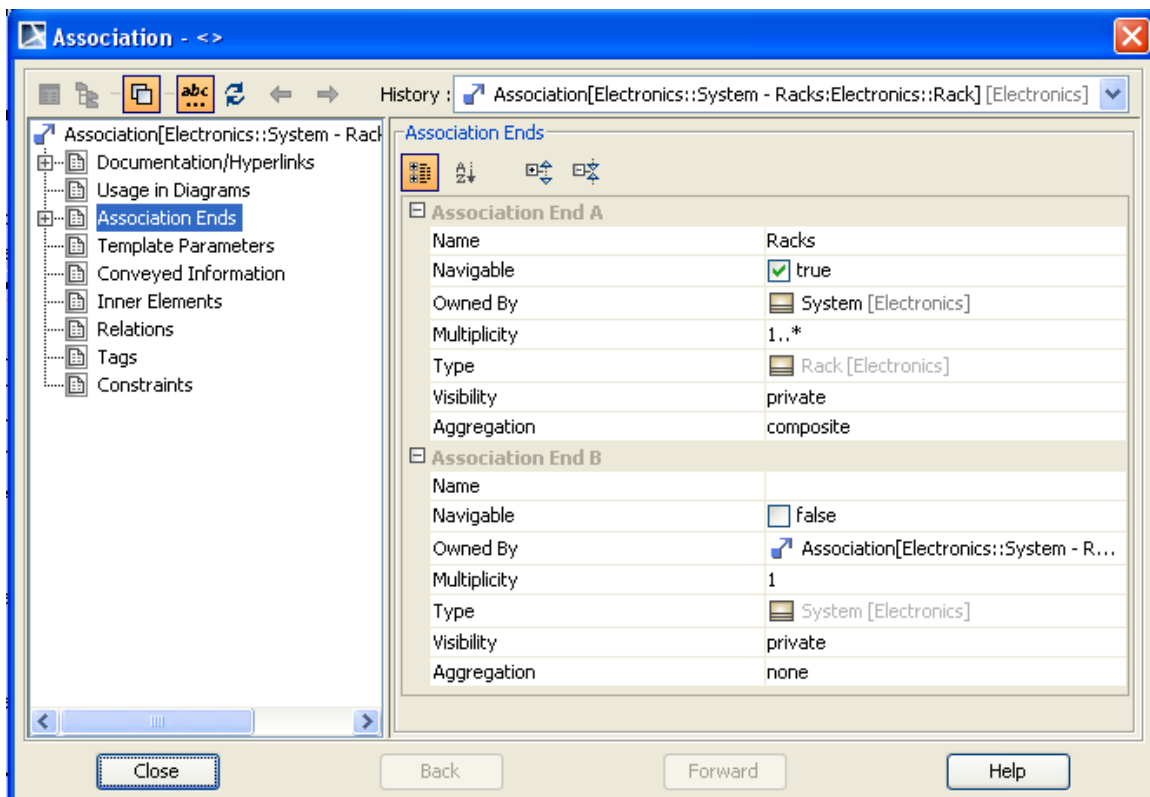 Association - <>
abc
...
History : Association[Electronics::System - Racks:Electronics::Rack] [Electronics]
Association[Electronics::System - Rack
Documentation/Hyperlinks
Usage in Diagrams
Association Ends
Template Parameters
Conveyed Information
Inner Elements
Relations
Tags
Constraints
Association Ends
A
Z
Association End A
Name Racks
Navigable true
Owned By System [Electronics]
Multiplicity 1..*
Type Rack [Electronics]
Visibility private
Aggregation composite
Association End B
Name
Navigable false
Owned By Association[Electronics::System - R...
Multiplicity 1
Type System [Electronics]
Visibility private
Aggregation none
Close Back Forward Help